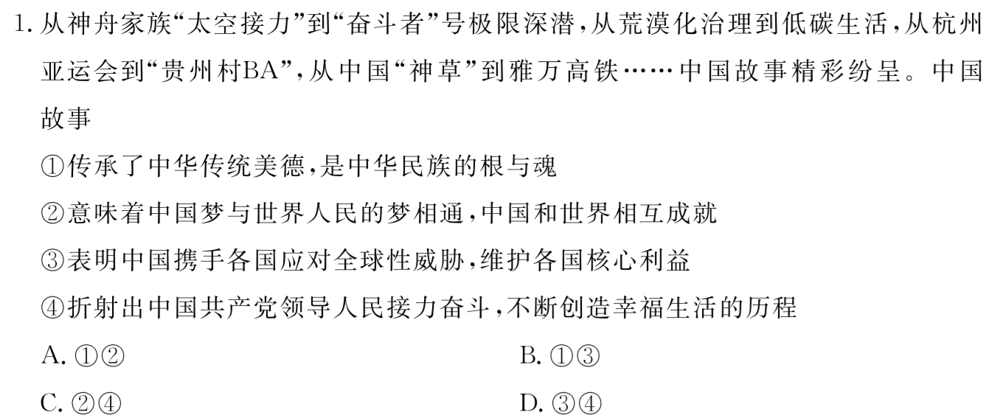 1. 从神舟家族“太空接力”到“奋斗者”号极限深潜,从荒漠化治理到低碳生活,从杭州
亚运会到“贵州村BA”,从中国“神草”到雅万高铁……中国故事精彩纷呈。中国
故事
①传承了中华传统美德,是中华民族的根与魂
②意味着中国梦与世界人民的梦相通,中国和世界相互成就
③表明中国携手各国应对全球性威胁,维护各国核心利益
④折射出中国共产党领导人民接力奋斗,不断创造幸福生活的历程
A. ①② B. ①③
C. ②④ D. ③④